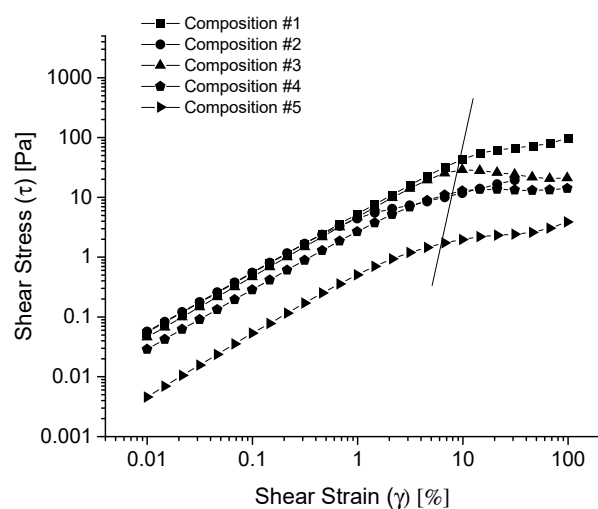 Composition #1
Composition #2
Composition #3
Composition #4
Composition #5
Shear Stress (τ) [Pa]
1000
100
10
1
0.1
0.01
0.001
0.01
0.1
1
10
100
Shear Strain (γ) [%]